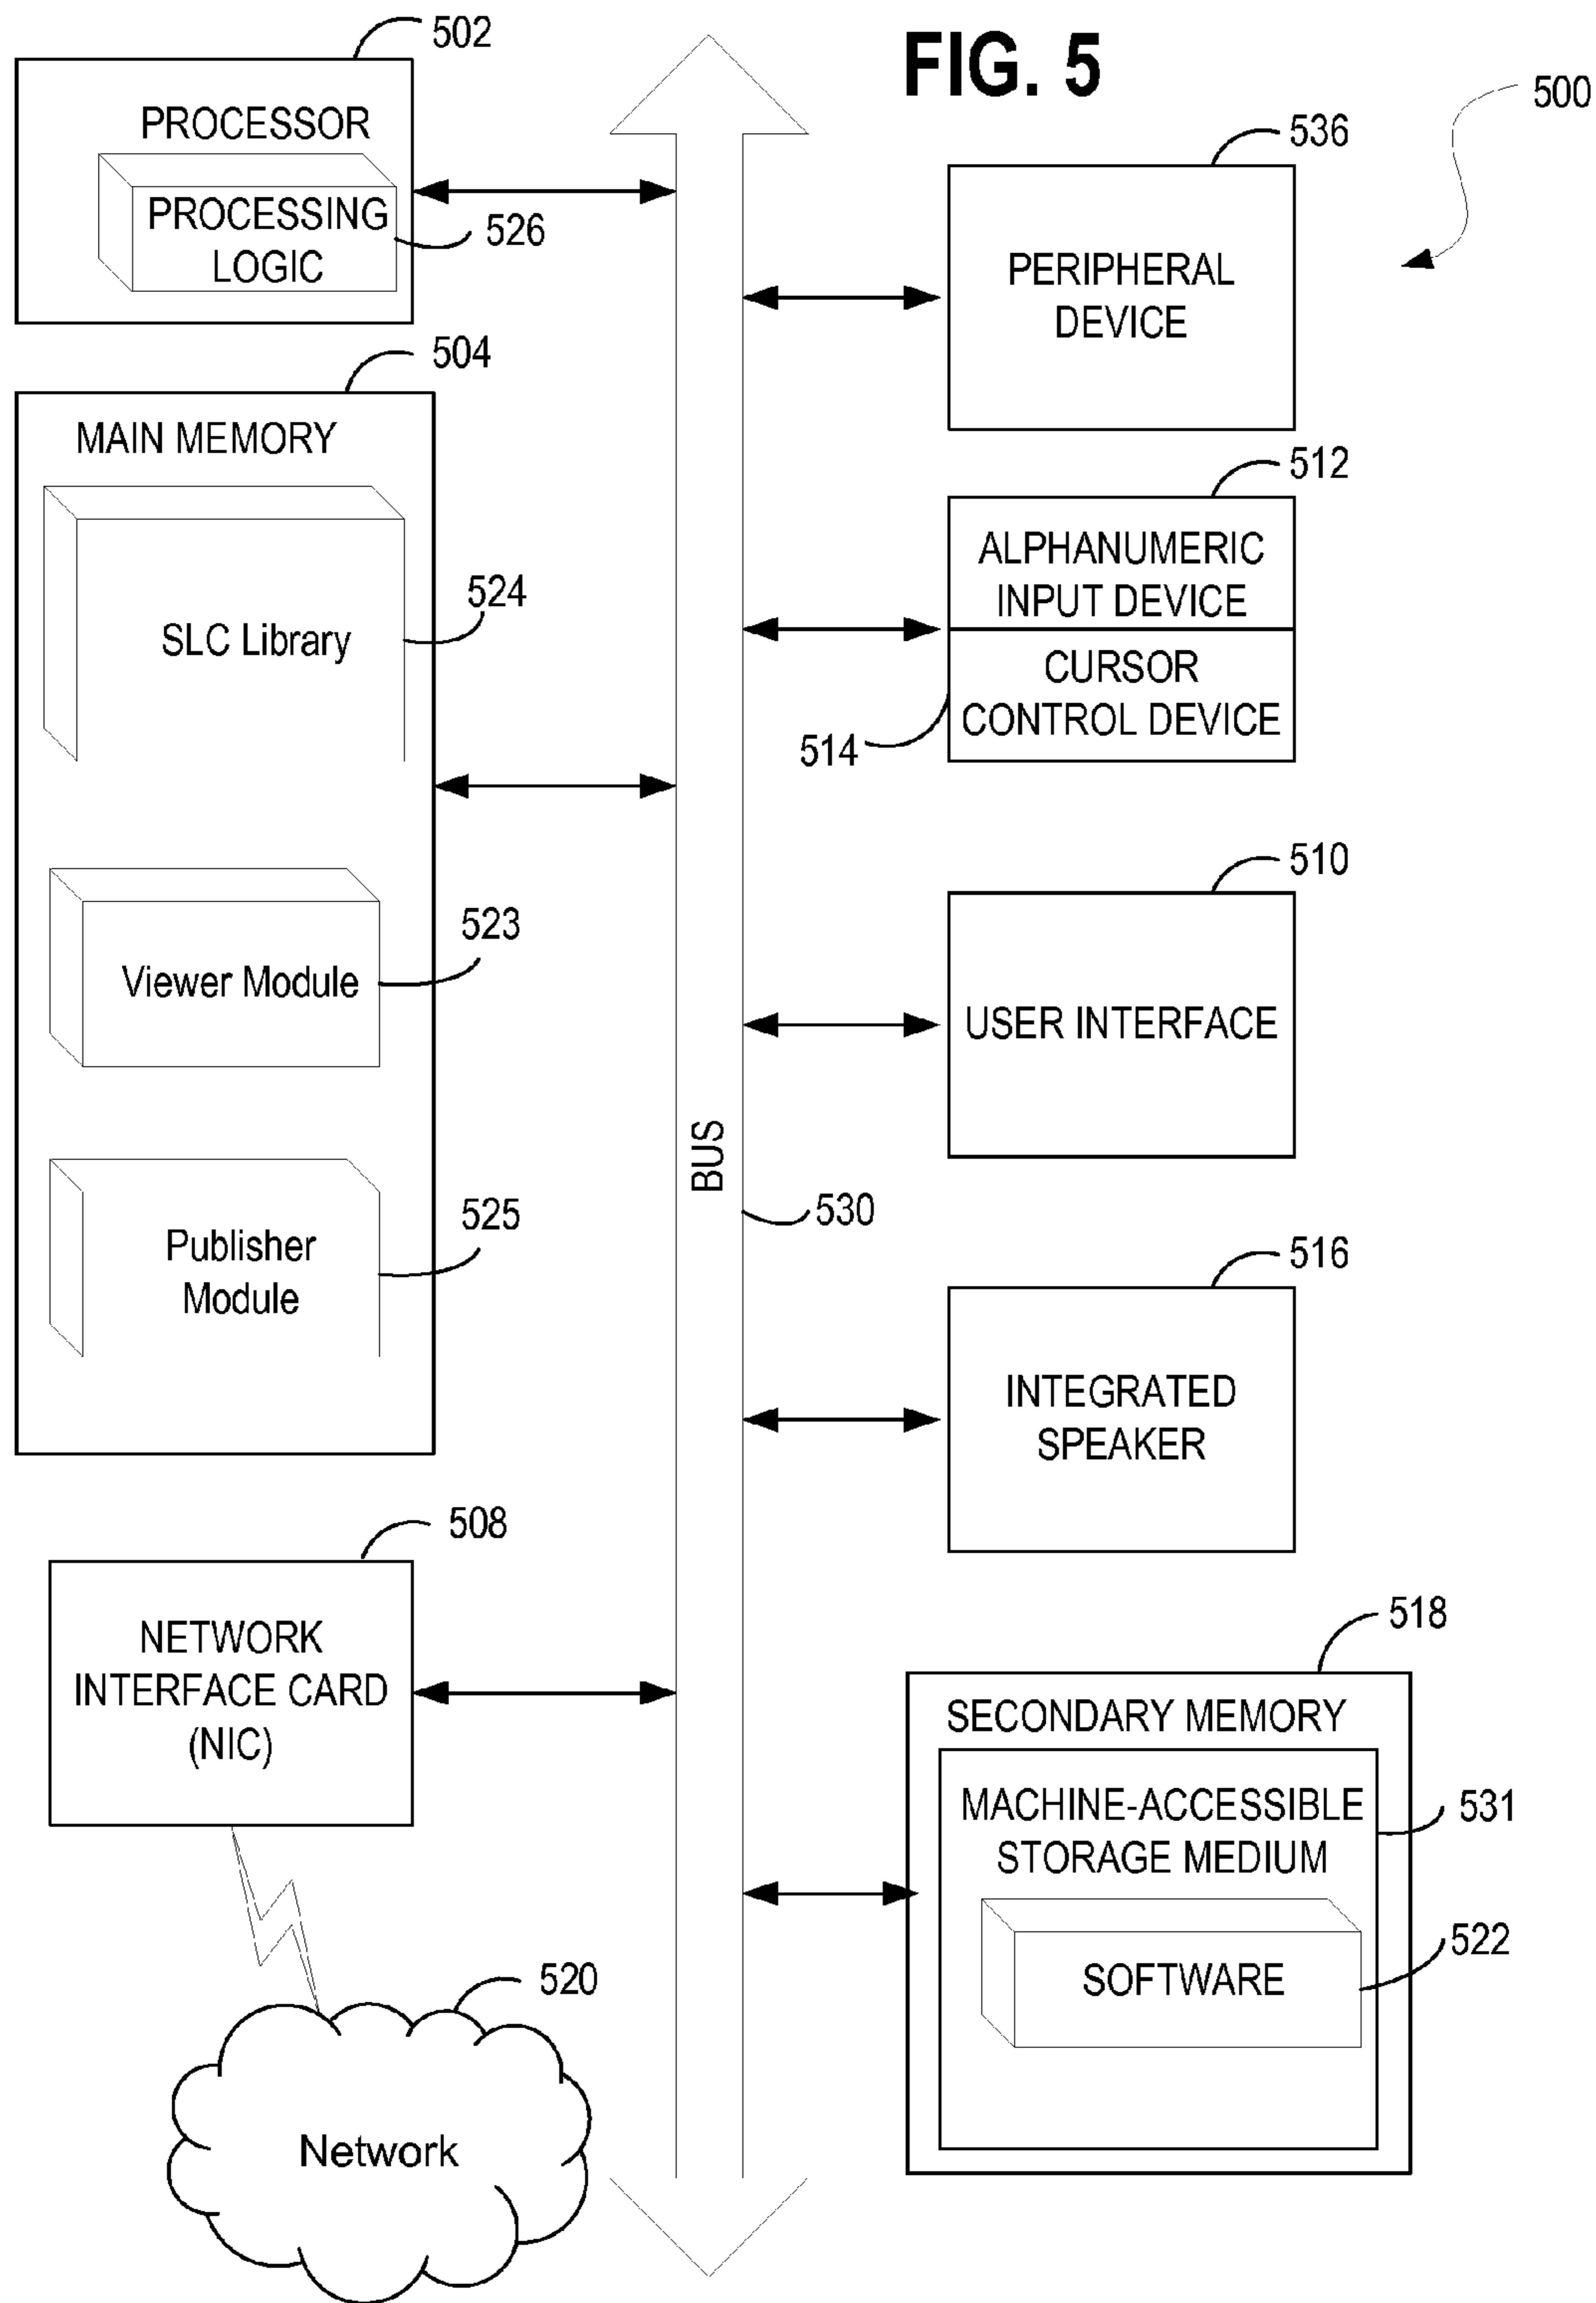 FIG. 5
500
502
PROCESSOR
PROCESSING
LOGIC
526
504
MAIN MEMORY
SLC Library
524
Viewer Module
523
Publisher
Module
525
508
NETWORK
INTERFACE CARD
(NIC)
520
Network
BUS
530
536
PERIPHERAL
DEVICE
512
ALPHANUMERIC
INPUT DEVICE
CURSOR
CONTROL DEVICE
514
510
USER INTERFACE
516
INTEGRATED
SPEAKER
518
SECONDARY MEMORY
MACHINE-ACCESSIBLE
STORAGE MEDIUM
531
SOFTWARE
522